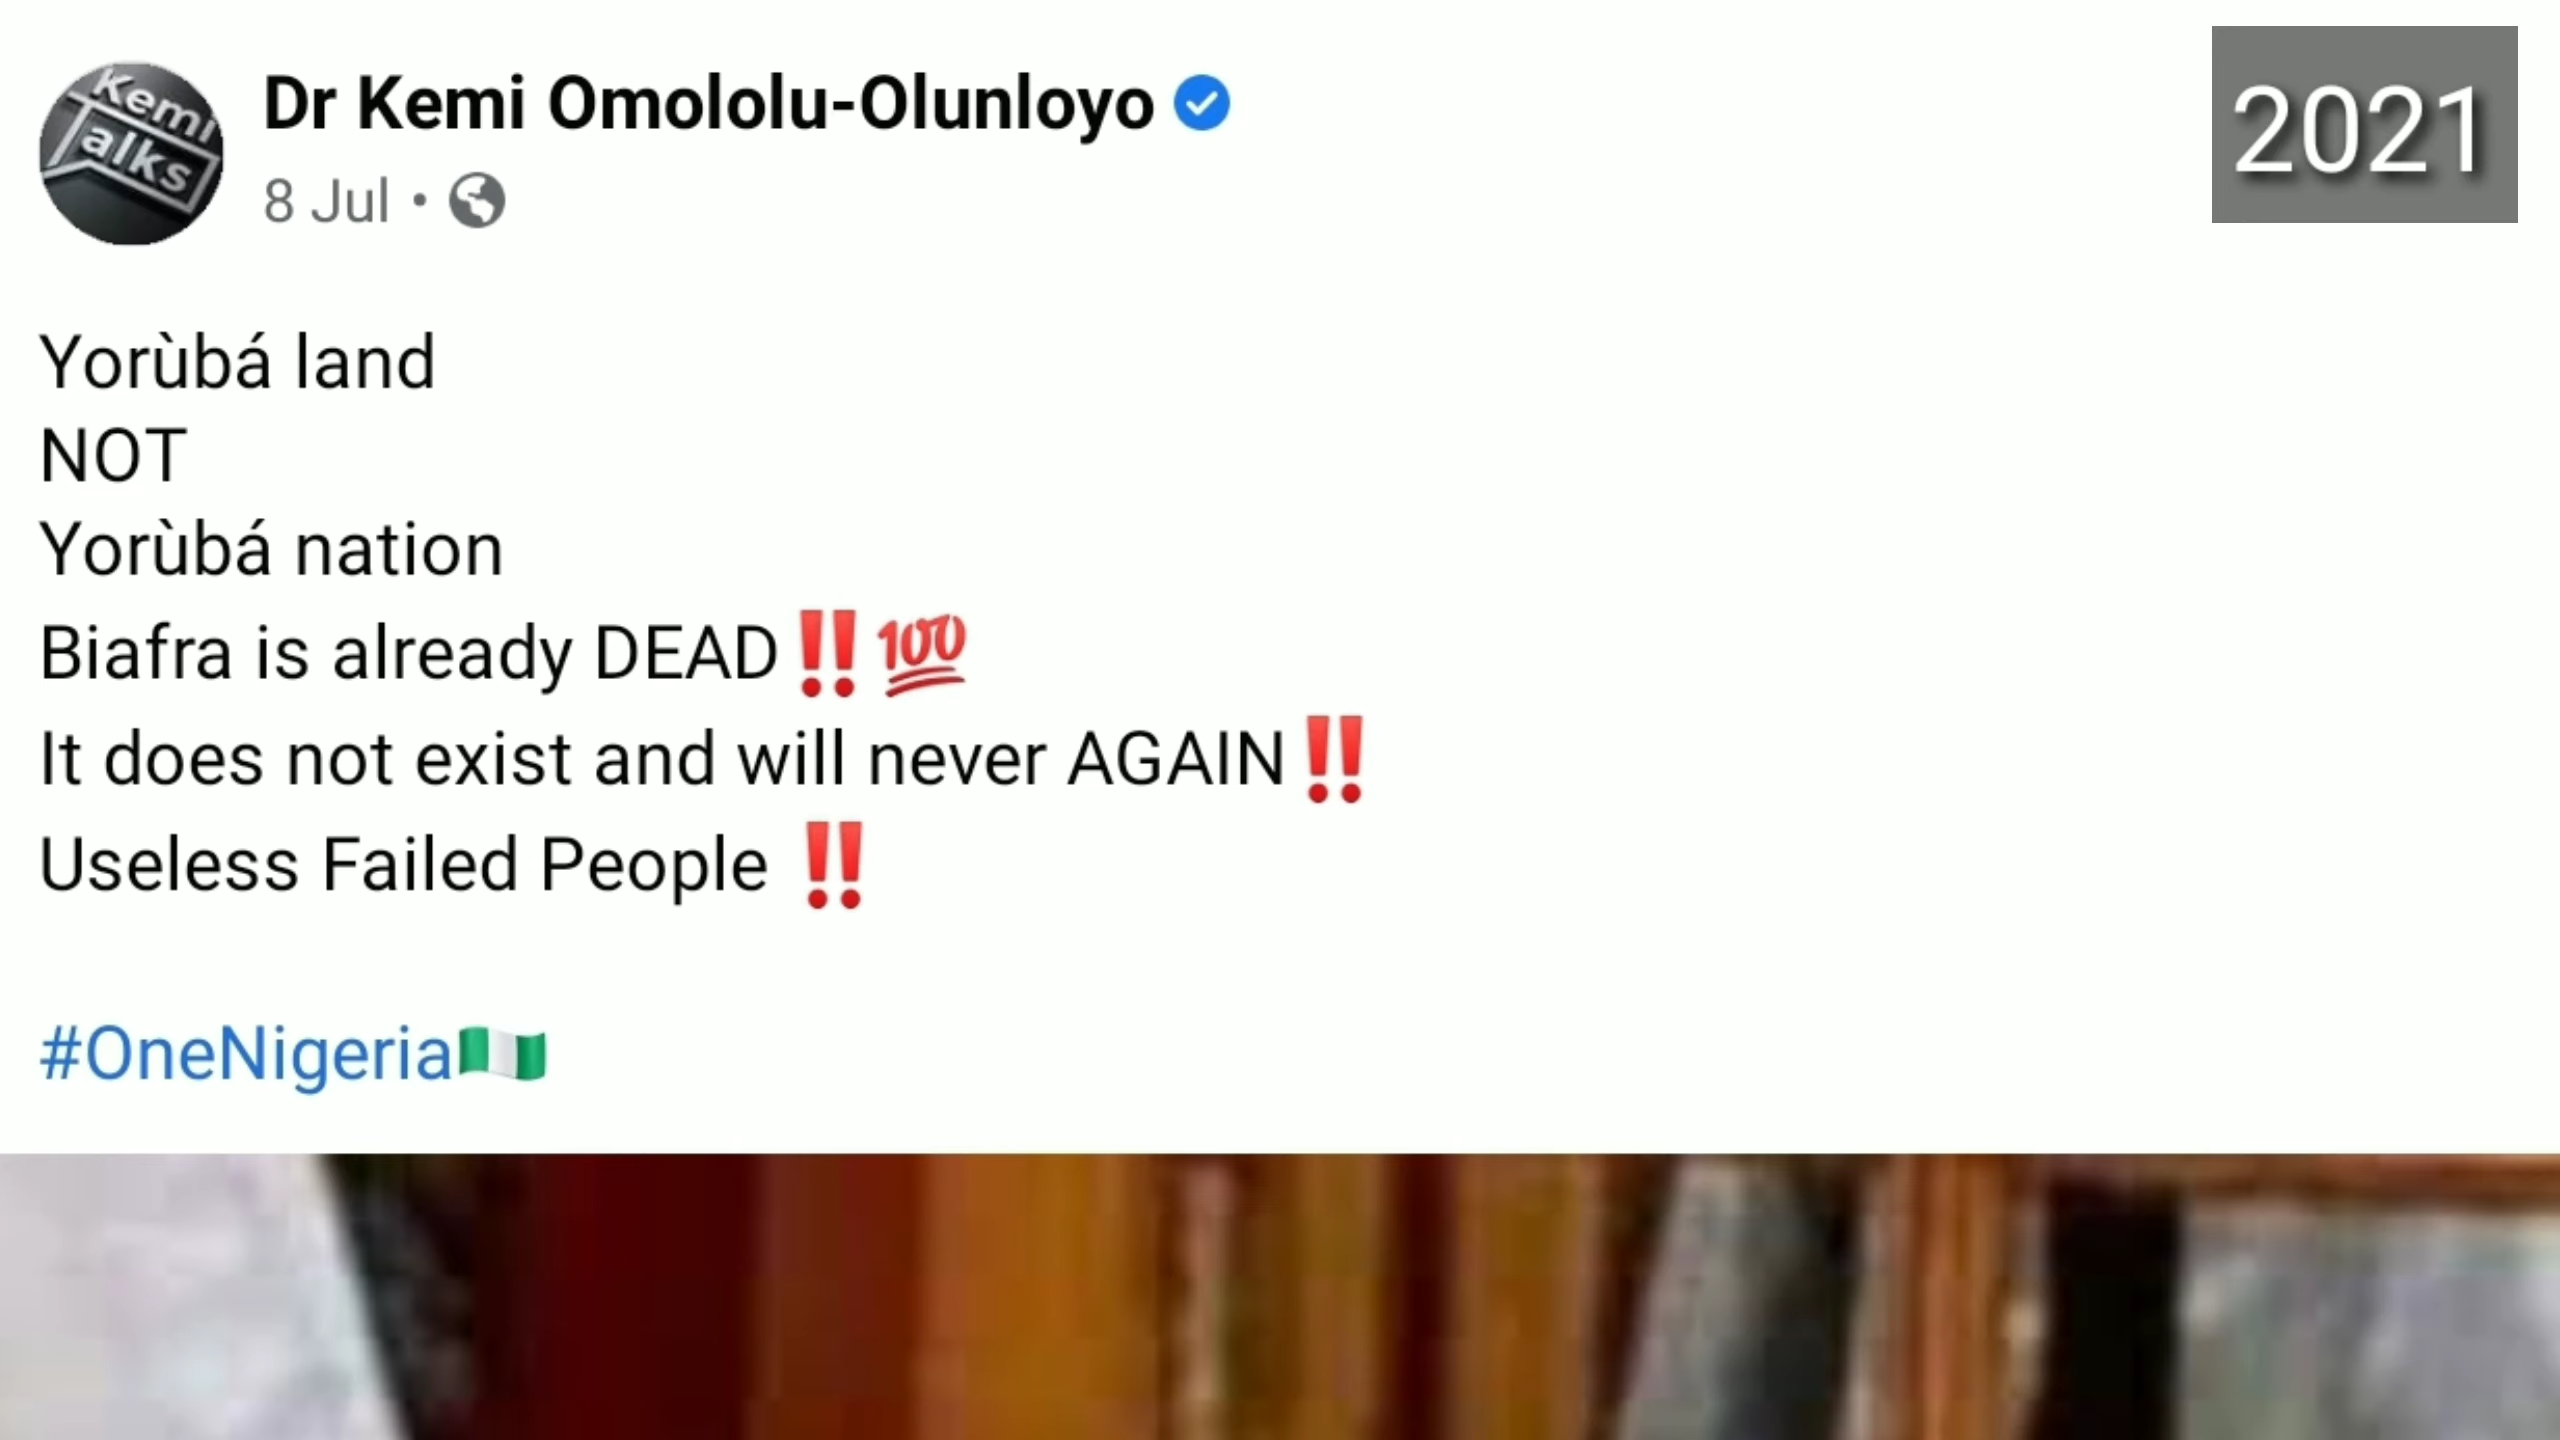 Kemi
Talks
Dr Kemi Omololu-Olunloyo
2021
8 Jul •
Yorùbá land
NOT
Yorùbá nation
Biafra is already DEAD‼️💯
It does not exist and will never AGAIN‼️
Useless Failed People ‼️
#OneNigeria🇳🇬